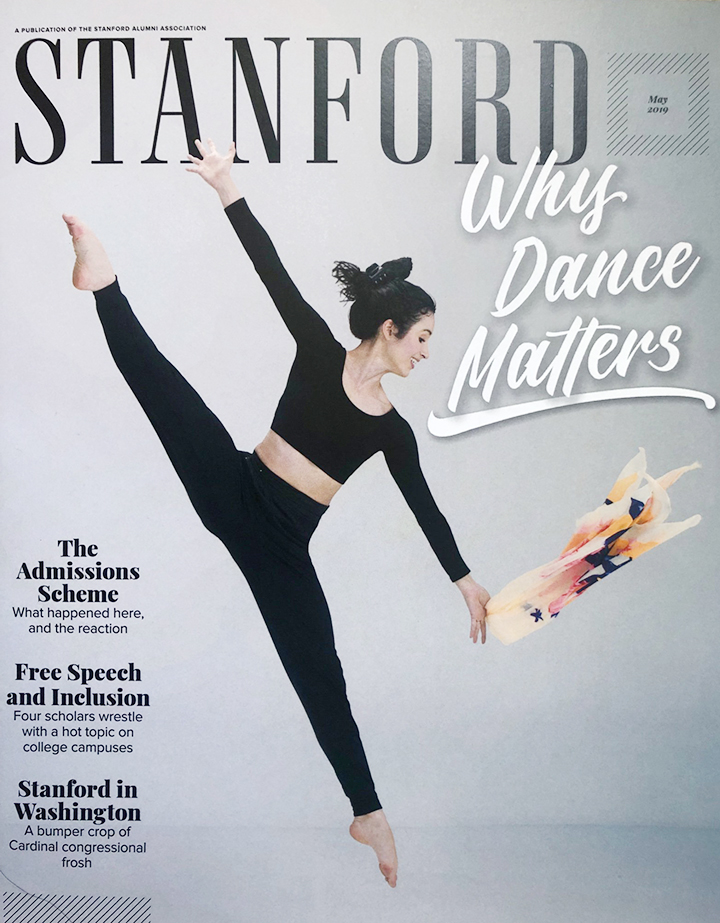 A PUBLICATION OF THE STANFORD ALUMNI ASSOCIATION
STANFORD
May
2019
Why
Dance
Matters
The
Admissions
Scheme
What happened here,
and the reaction
Free Speech
and Inclusion
Four scholars wrestle
with a hot topic on
college campuses
Stanford in
Washington
A bumper crop of
Cardinal congressional
frosh